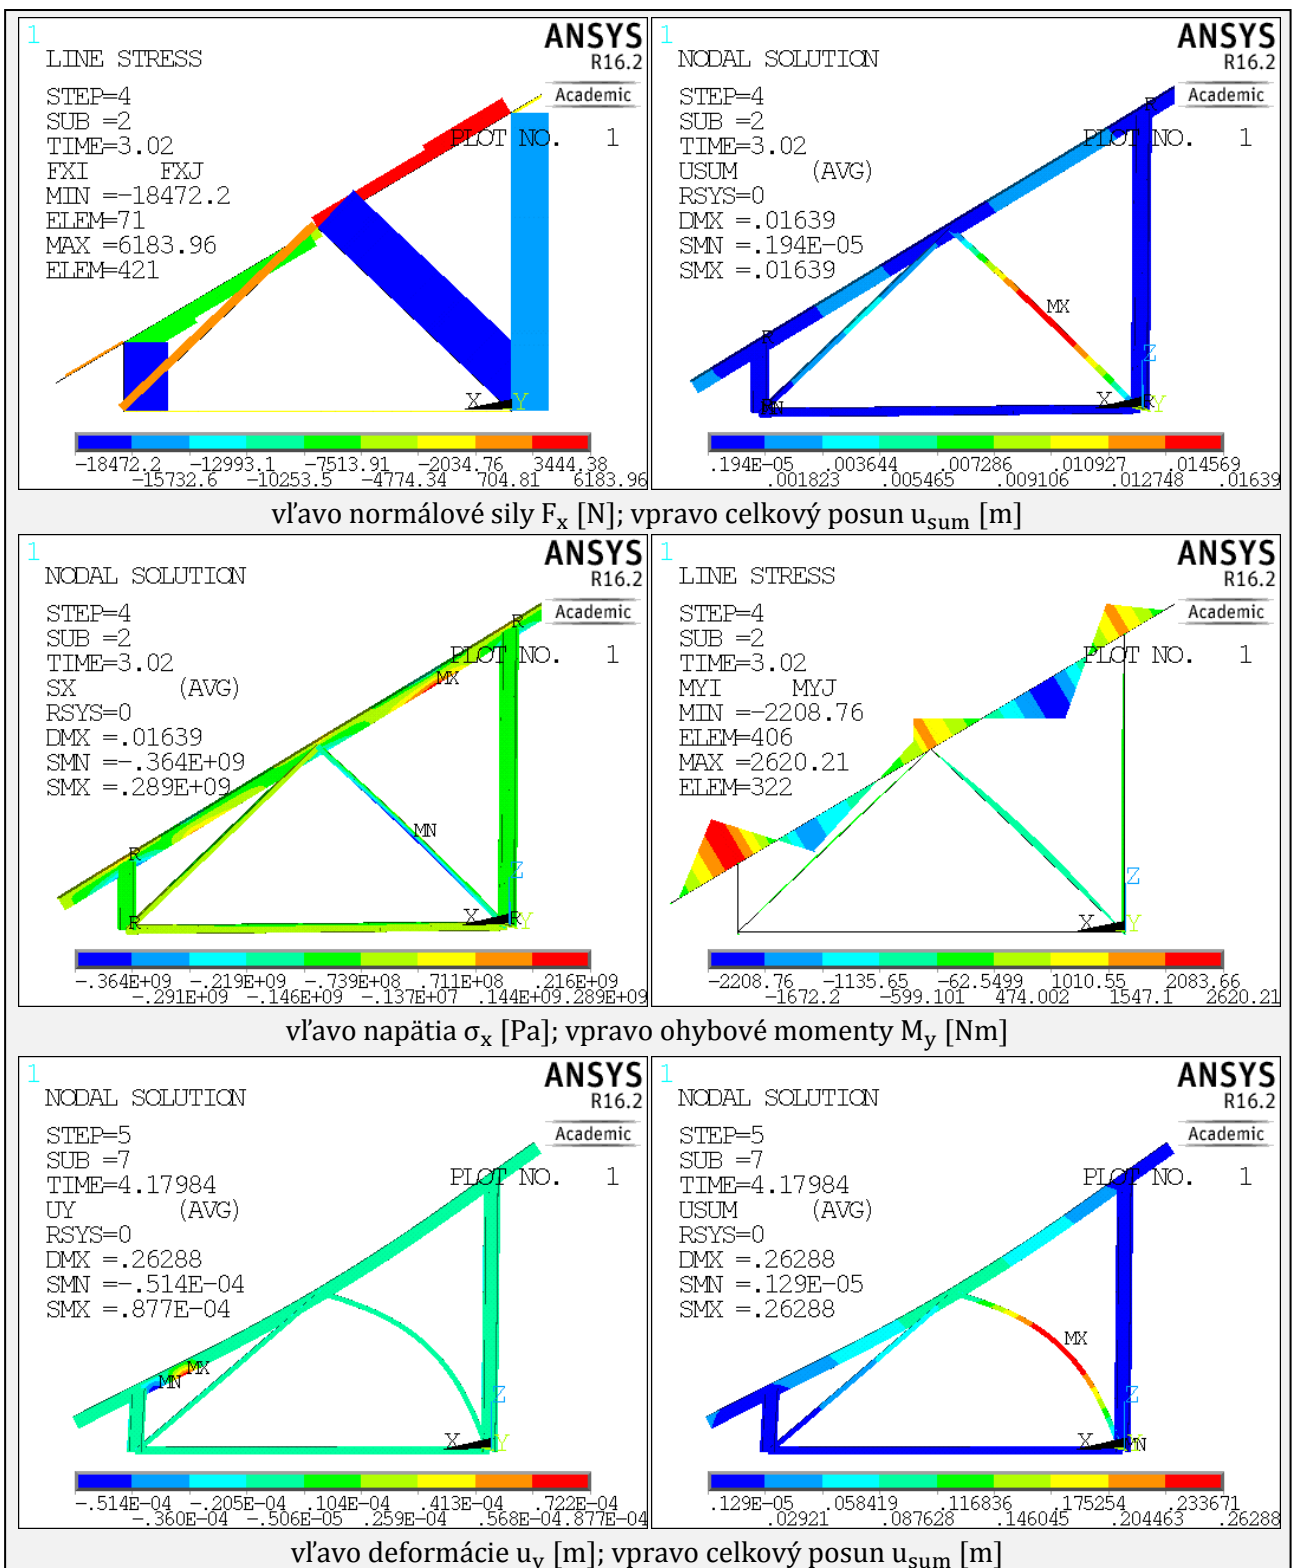 1
ANSYS
R16.2
Academic
LINE STRESS
STEP=4
SUB =2
TIME=3.02
FXI FXJ
MIN =-18472.2
ELEM=71
MAX =6183.96
ELEM=421
PLOT NO. 1
X Y
-18472.2 -12993.1 -7513.91 -2034.76 3444.38
-15732.6 -10253.5 -4774.34 704.81 6183.96
1
ANSYS
R16.2
Academic
NODAL SOLUTION
STEP=4
SUB =2
TIME=3.02
USUM (AVG)
RSYS=0
DMX =.01639
SMN =.194E-05
SMX =.01639
R
PLOT NO. 1
MX
R
Z
MN
X R Y
.194E-05 .003644 .007286 .010927 .014569
.001823 .005465 .009106 .012748 .01639
vľavo normálové sily Fx [N]; vpravo celkový posun usum [m]
1
ANSYS
R16.2
Academic
NODAL SOLUTION
STEP=4
SUB =2
TIME=3.02
SX (AVG)
RSYS=0
DMX =.01639
SMN =-.364E+09
SMX =.289E+09
R
PLOT NO. 1
MX
MN
R
Z
R X R Y
-.364E+09 -.219E+09 -.739E+08 .711E+08 .216E+09
-.291E+09 -.146E+09 -.137E+07 .144E+09 .289E+09
1
ANSYS
R16.2
Academic
LINE STRESS
STEP=4
SUB =2
TIME=3.02
MYI MYJ
MIN =-2208.76
ELEM=406
MAX =2620.21
ELEM=322
PLOT NO. 1
Z
X Y
-2208.76 -1135.65 -62.5499 1010.55 2083.66
-1672.2 -599.101 474.002 1547.1 2620.21
vľavo napätia σx [Pa]; vpravo ohybové momenty My [Nm]
1
ANSYS
R16.2
Academic
NODAL SOLUTION
STEP=5
SUB =7
TIME=4.17984
UY (AVG)
RSYS=0
DMX =.26288
SMN =-.514E-04
SMX =.877E-04
PLOT NO. 1
MX
MN
Z
X Y
-.514E-04 -.205E-04 .104E-04 .413E-04 .722E-04
-.360E-04 -.506E-05 .259E-04 .568E-04 .877E-04
1
ANSYS
R16.2
Academic
NODAL SOLUTION
STEP=5
SUB =7
TIME=4.17984
USUM (AVG)
RSYS=0
DMX =.26288
SMN =.129E-05
SMX =.26288
PLOT NO. 1
MX
Z
X Y MN
.129E-05 .058419 .116836 .175254 .233671
.02921 .087628 .146045 .204463 .26288
vľavo deformácie uy [m]; vpravo celkový posun usum [m]